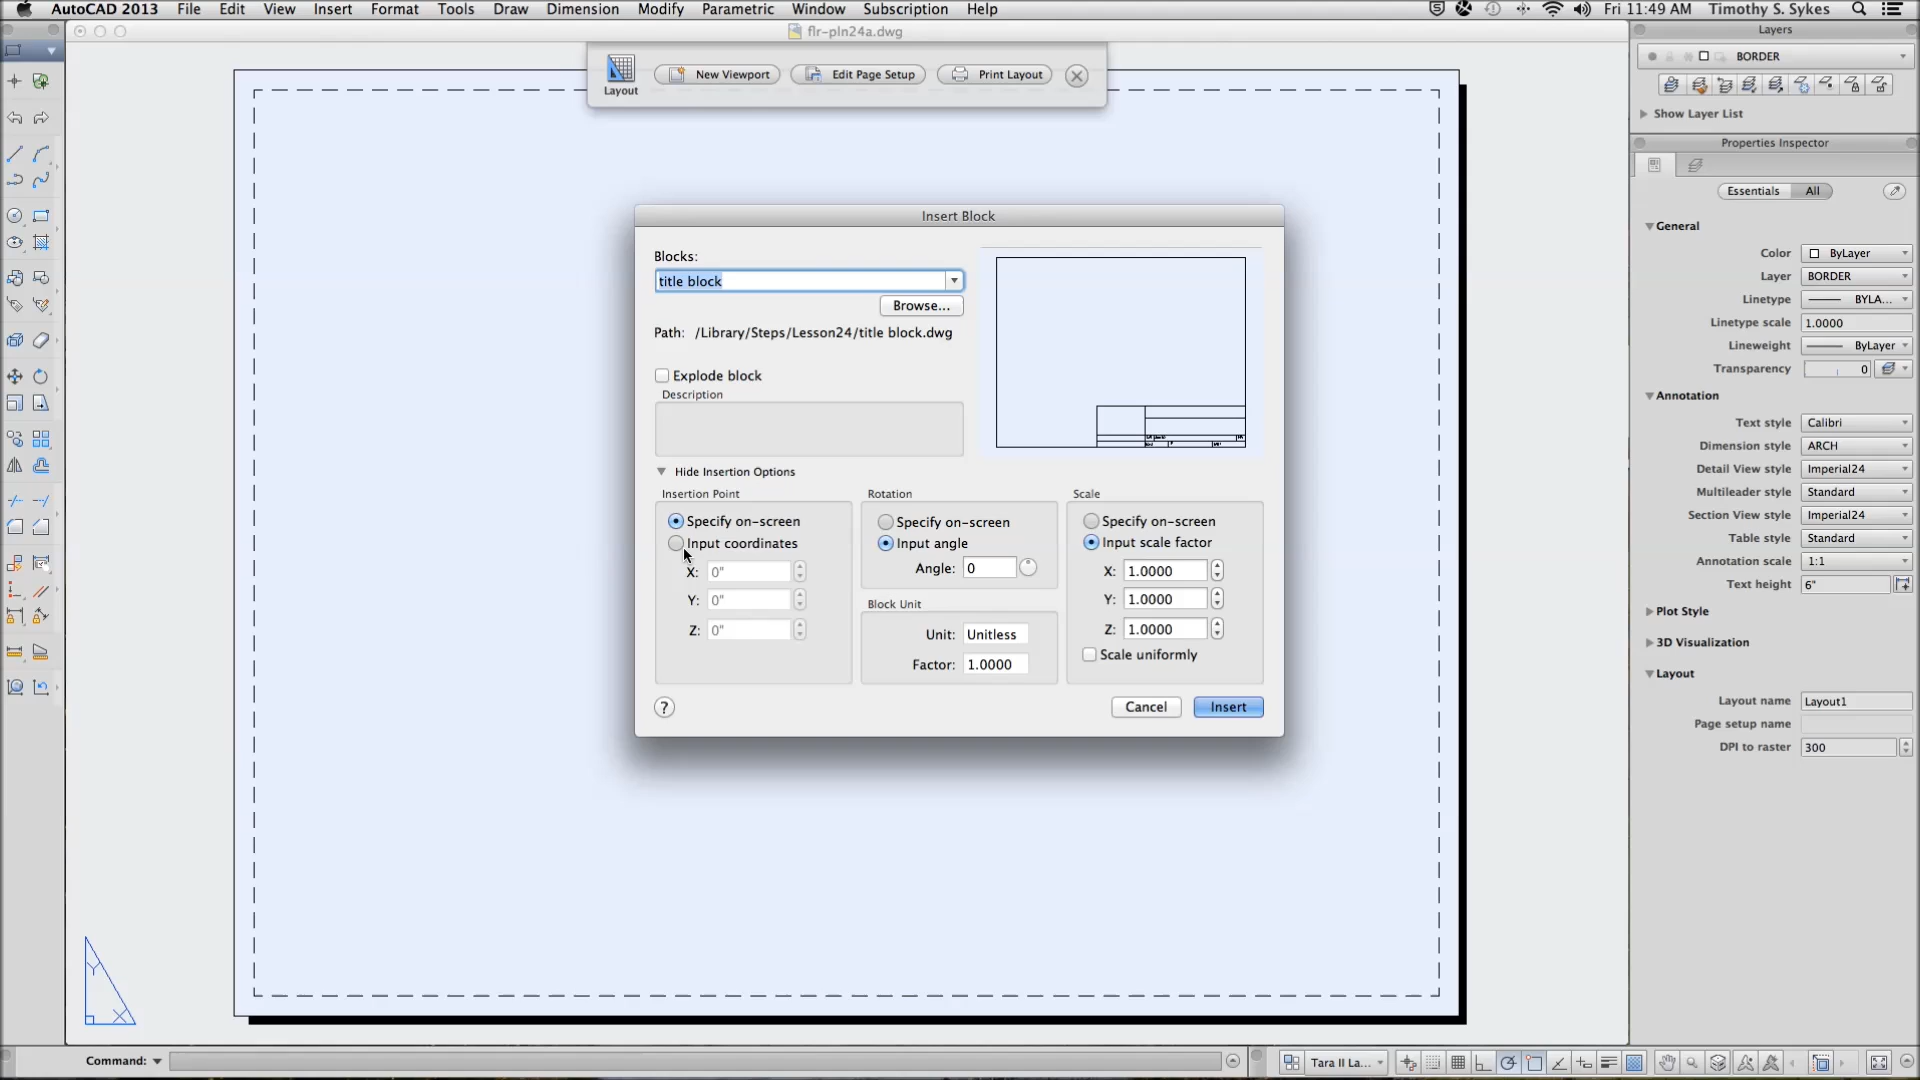 AutoCAD 2013 File Edit View Insert Format Tools Draw Dimension Modify Parametric Window Subscription Help Fri 11:49 AM Timothy S. Sykes
flr-pln24a.dwg
Layers
Layout New Viewport Edit Page Setup Print Layout
BORDER
Show Layer List
Properties Inspector
Essentials All
General
Color ByLayer
Layer BORDER
Linetype BYLA...
Linetype scale 1.0000
Lineweight ByLayer
Transparency 0
Annotation
Text style Calibri
Dimension style ARCH
Detail View style Imperial24
Multileader style Standard
Section View style Imperial24
Table style Standard
Annotation scale 1:1
Text height 6"
Plot Style
3D Visualization
Layout
Layout name Layout1
Page setup name
DPI to raster 300
Insert Block
Blocks:
title block
Browse...
Path: /Library/Steps/Lesson24/title block.dwg
Explode block
Description
Hide Insertion Options
Insertion Point
Specify on-screen
Input coordinates
X: 0"
Y: 0"
Z: 0"
Rotation
Specify on-screen
Input angle
Angle: 0
Block Unit
Unit: Unitless
Factor: 1.0000
Scale
Specify on-screen
Input scale factor
X: 1.0000
Y: 1.0000
Z: 1.0000
Scale uniformly
? Cancel Insert
Y
X
Command: Tara II La...